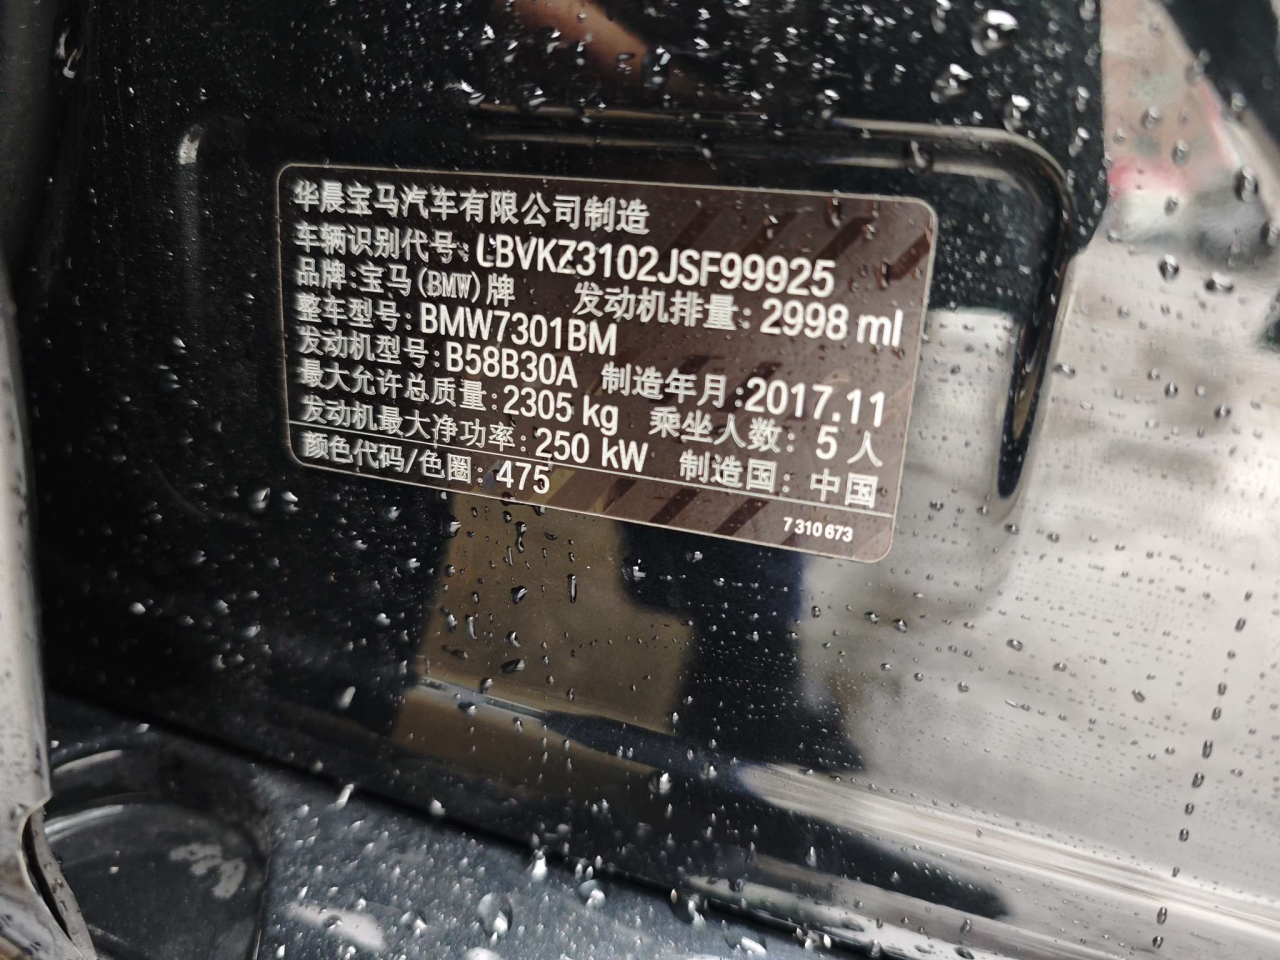 华晨宝马汽车有限公司制造
车辆识别代号:LBVKZ3102JSF99925
品牌:宝马(BMW)牌 发动机排量:2998 ml
整车型号:BMW7301BM
发动机型号:B58B30A 制造年月:2017.11
最大允许总质量:2305 kg 乘坐人数: 5 人
发动机最大净功率:250 kW 制造国: 中国
颜色代码/色圈: 475
7 310 673